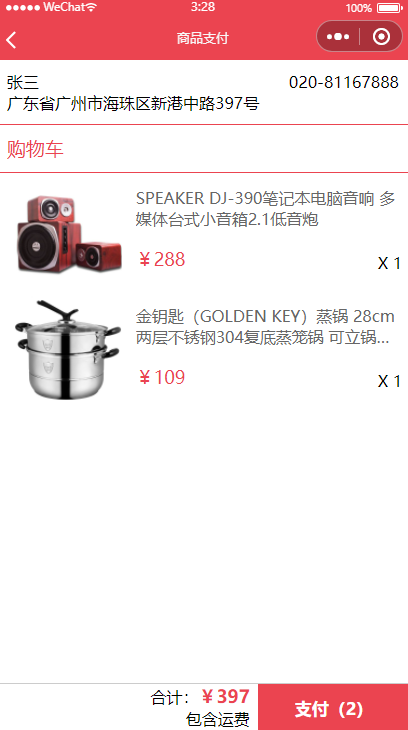 WeChat 3:28 100%
商品支付
张三 020-81167888
广东省广州市海珠区新港中路397号
购物车
SPEAKER DJ-390笔记本电脑音响 多
媒体台式小音箱2.1低音炮
￥288 X 1
金钥匙（GOLDEN KEY）蒸锅 28cm
两层不锈钢304复底蒸笼锅 可立锅...
￥109 X 1
合计：￥397
包含运费
支付（2）